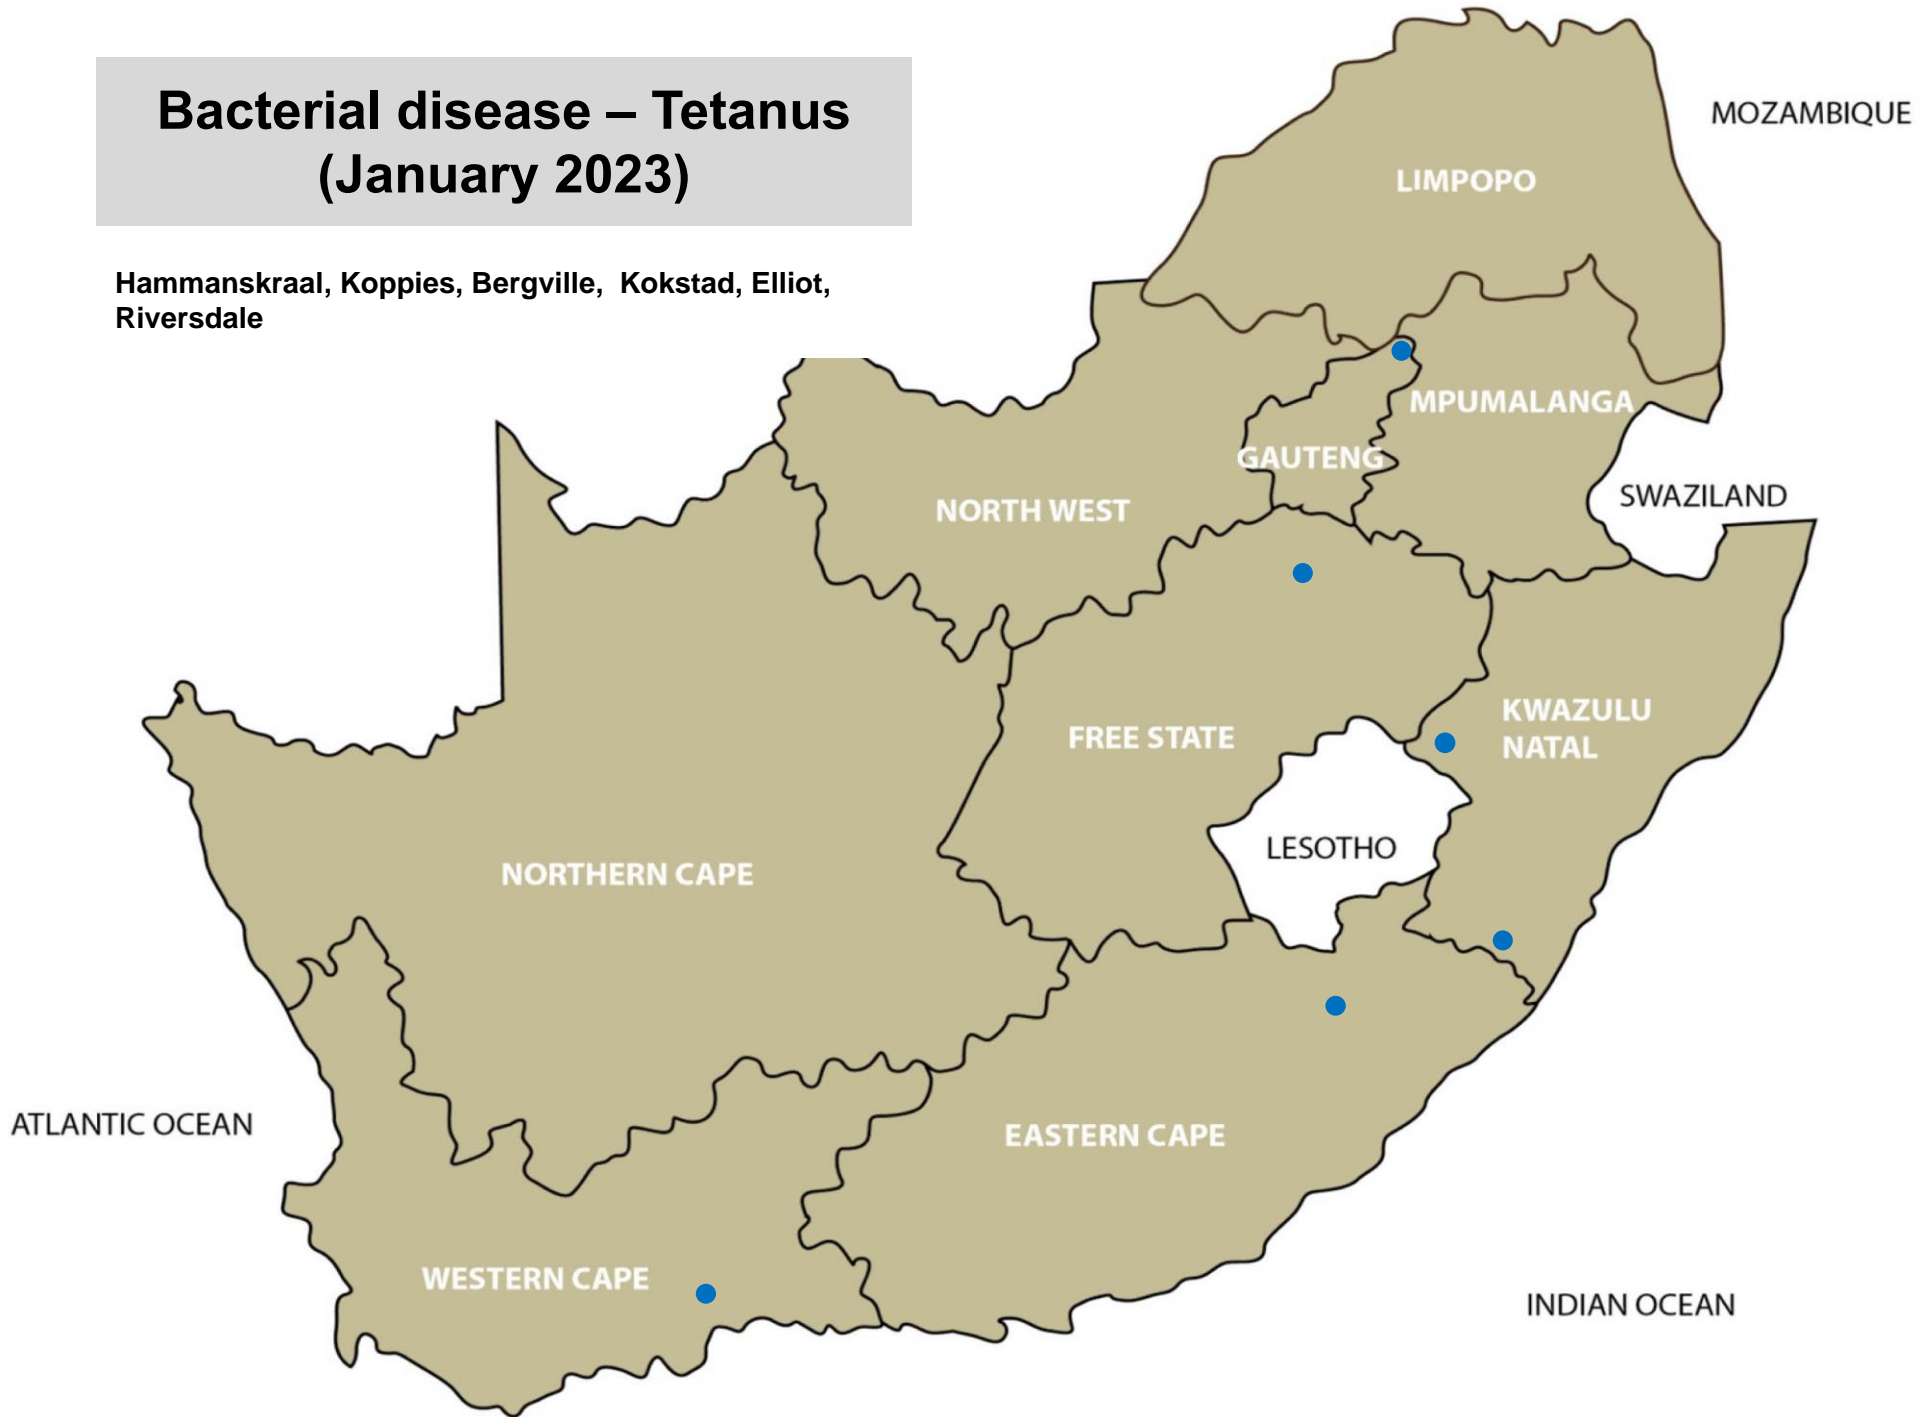 Bacterial disease – Tetanus
(January 2023)
Hammanskraal, Koppies, Bergville,  Kokstad, Elliot,
Riversdale
MOZAMBIQUE
LIMPOPO
MPUMALANGA
GAUTENG
SWAZILAND
NORTH WEST
KWAZULU
NATAL
FREE STATE
LESOTHO
NORTHERN CAPE
ATLANTIC OCEAN
EASTERN CAPE
WESTERN CAPE
INDIAN OCEAN